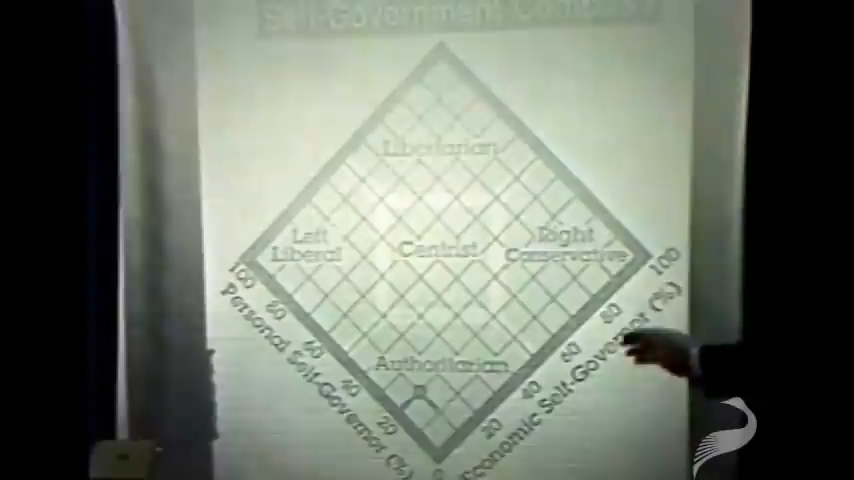 Self-Government Compass
Libertarian
Left
Liberal
Centrist
Right
Conservative
Authoritarian
100
80
60
40
20
0
Personal Self-Governor (%)
20
40
60
80
100
Economic Self-Governor (%)